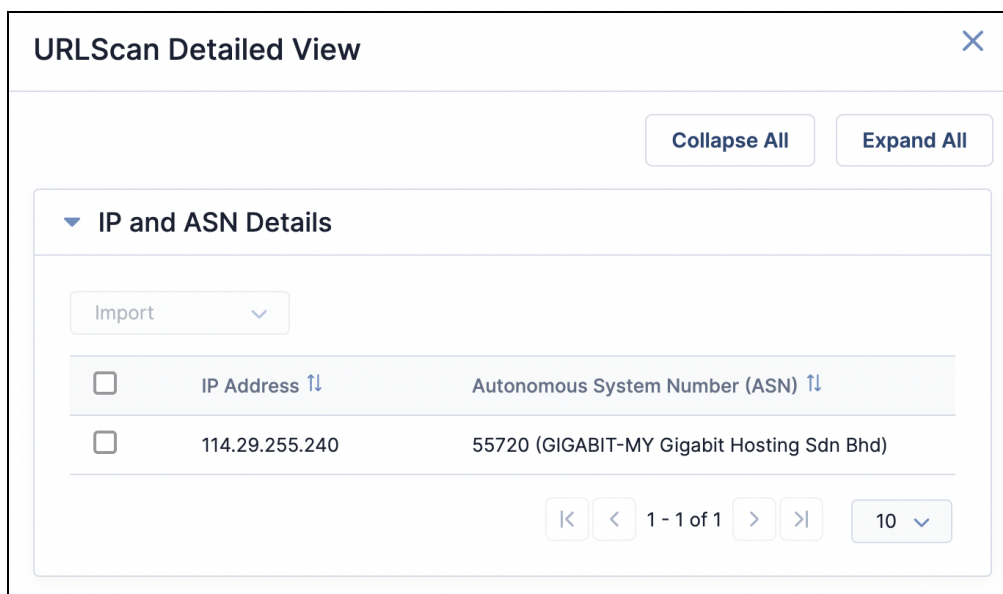 URLScan Detailed View
Collapse All
Expand All
IP and ASN Details
Import
IP Address
Autonomous System Number (ASN)
114.29.255.240
55720 (GIGABIT-MY Gigabit Hosting Sdn Bhd)
1 - 1 of 1
10